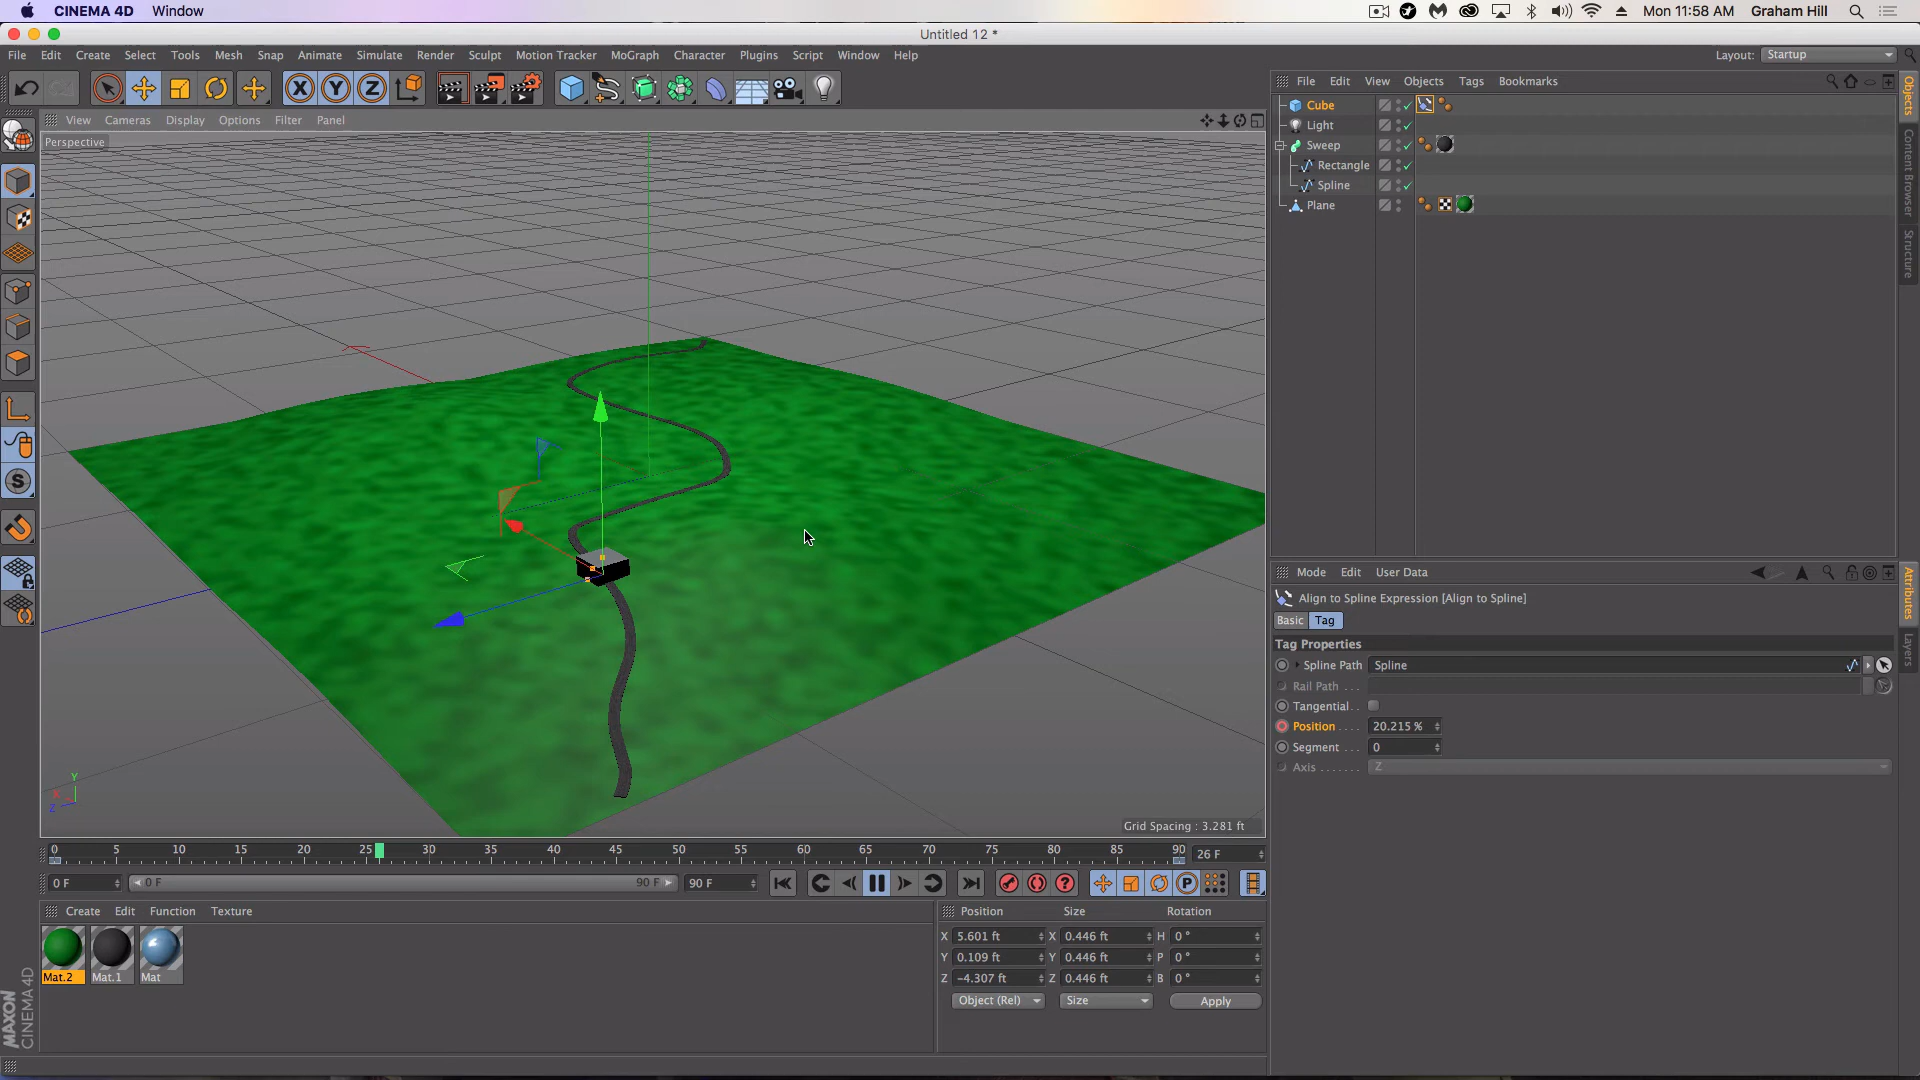 CINEMA 4D Window Mon 11:58 AM Graham Hill
Untitled 12 *
File Edit Create Select Tools Mesh Snap Animate Simulate Render Sculpt Motion Tracker MoGraph Character Plugins Script Window Help Layout: Startup
X Y Z
File Edit View Objects Tags Bookmarks
View Cameras Display Options Filter Panel
Perspective
Cube
Light
Sweep
Rectangle
Spline
Plane
Objects
Content Browser
Structure
Mode Edit User Data
Align to Spline Expression [Align to Spline]
Basic Tag
Tag Properties
Spline Path Spline
Rail Path . . .
Tangential. .
Position . . . . 20.215 %
Segment . . . 0
Axis . . . . . . . Z
Attributes
Layers
S
Y
X
Z
Grid Spacing : 3.281 ft
0 5 10 15 20 25 30 35 40 45 50 55 60 65 70 75 80 85 90 26 F
0 F 0 F 90 F 90 F ? P
Create Edit Function Texture
Mat.2 Mat.1 Mat
Position Size Rotation
X 5.601 ft X 0.446 ft H 0 °
Y 0.109 ft Y 0.446 ft P 0 °
Z -4.307 ft Z 0.446 ft B 0 °
Object (Rel) Size Apply
MAXON
CINEMA 4D